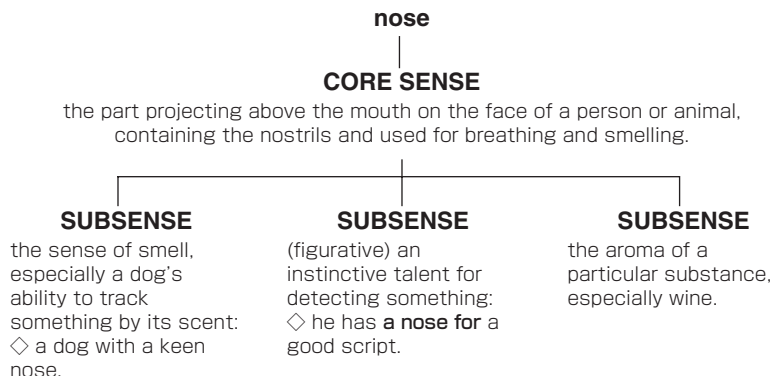 nose
CORE SENSE
the part projecting above the mouth on the face of a person or animal,
containing the nostrils and used for breathing and smelling.
SUBSENSE
the sense of smell,
especially a dog's
ability to track
something by its scent:
◇ a dog with a keen
nose.
SUBSENSE
(figurative) an
instinctive talent for
detecting something:
◇ he has a nose for a
good script.
SUBSENSE
the aroma of a
particular substance,
especially wine.